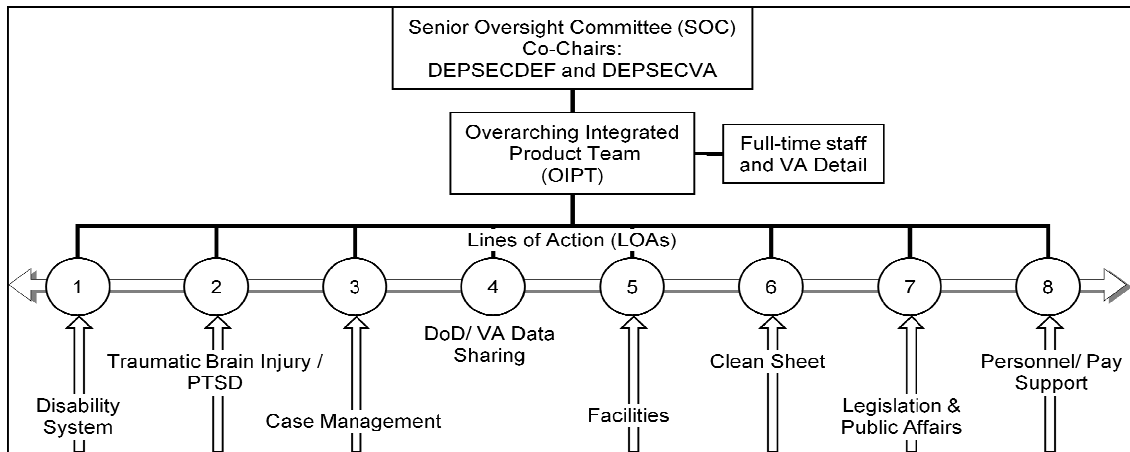 Senior Oversight Committee (SOC)
Co-Chairs:
DEPSECDEF and DEPSECVA
Overarching Integrated
Product Team
(OIPT)
Full-time staff
and VA Detail
Lines of Action (LOAs)
1
2
3
4
5
6
7
8
Disability
System
Traumatic Brain Injury /
PTSD
Case Management
DoD/ VA Data
Sharing
Facilities
Clean Sheet
Legislation &
Public Affairs
Personnel/ Pay
Support